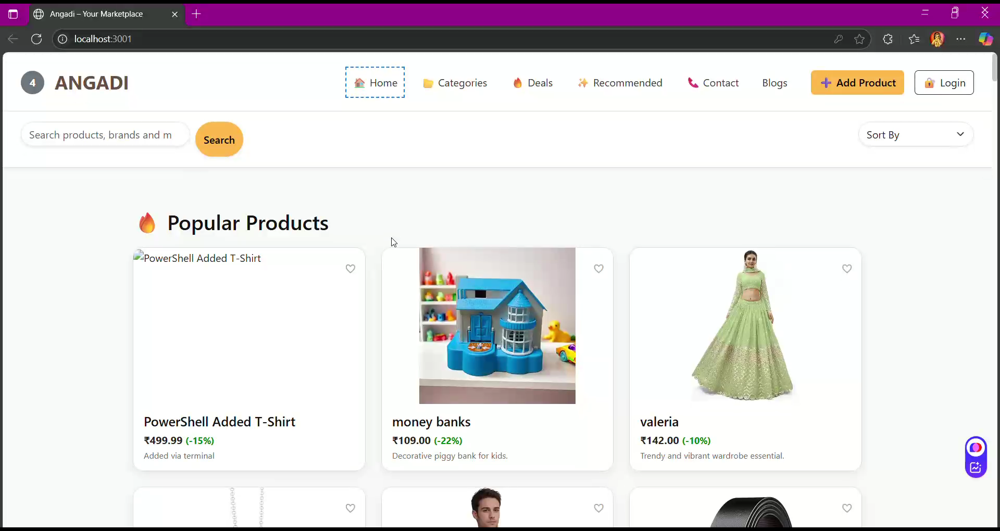 Angadi – Your Marketplace
localhost:3001
4 ANGADI Home Categories Deals Recommended Contact Blogs Add Product Login
Search products, brands and m Search Sort By
Popular Products
PowerShell Added T-Shirt
PowerShell Added T-Shirt money banks valeria
₹499.99 (-15%) ₹109.00 (-22%) ₹142.00 (-10%)
Added via terminal Decorative piggy bank for kids. Trendy and vibrant wardrobe essential.